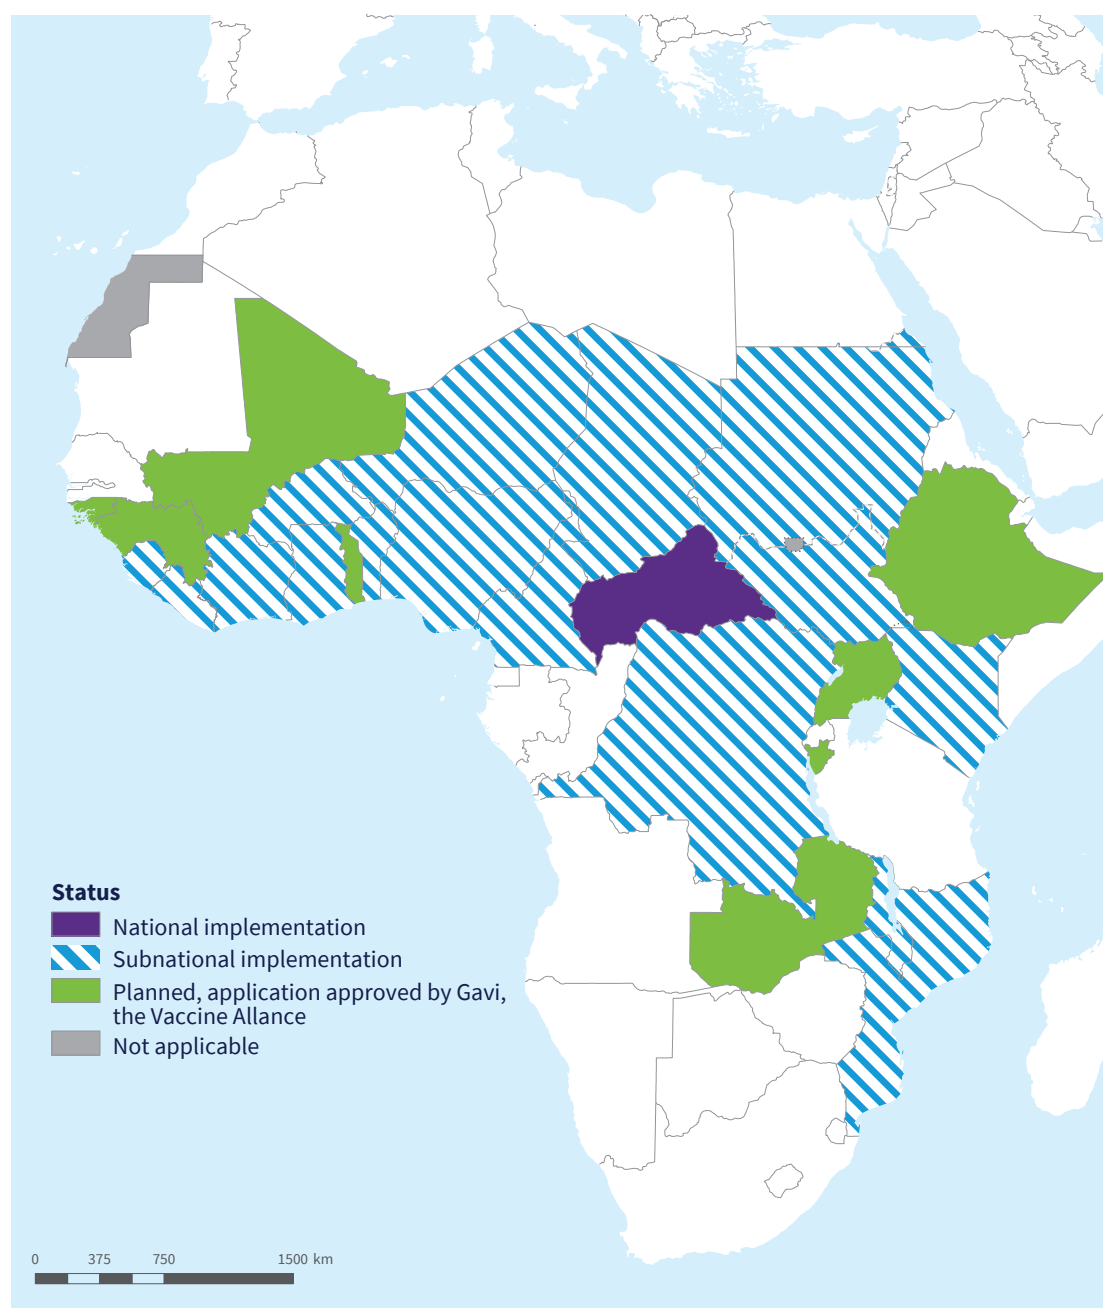 Status
National implementation
Subnational implementation
Planned, application approved by Gavi,
the Vaccine Allance
Not applicable
0 375 750 1500 km